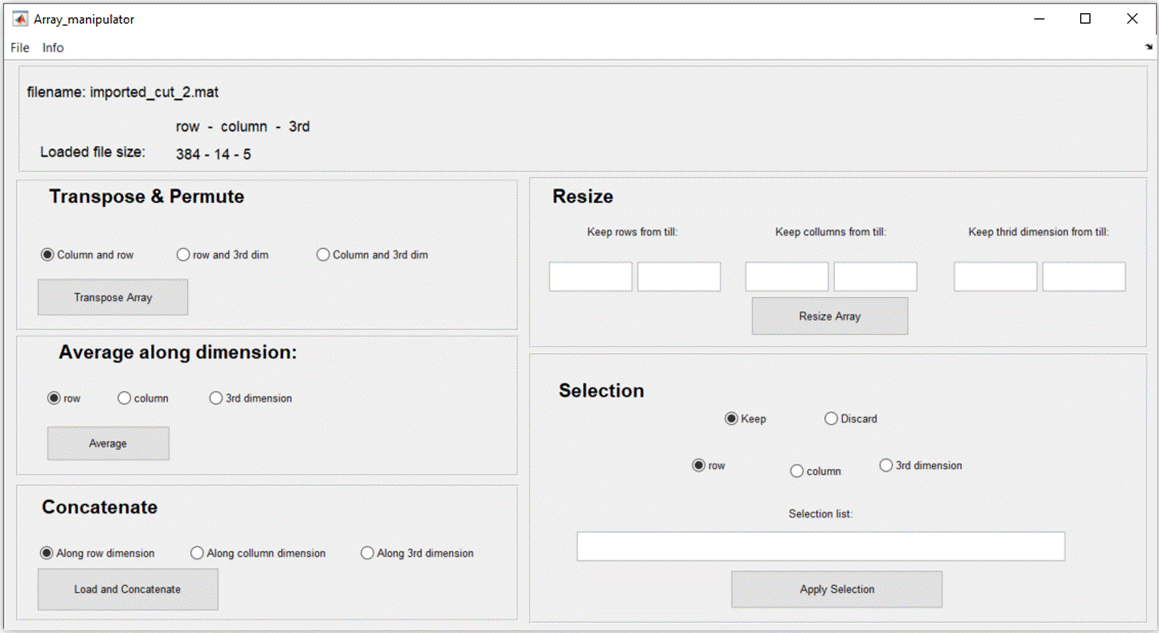 Array_manipulator
File Info
filename: imported_cut_2.mat
row - column - 3rd
Loaded file size: 384 - 14 - 5
Transpose & Permute
Column and row row and 3rd dim Column and 3rd dim
Transpose Array
Resize
Keep rows from till: Keep collumns from till: Keep thrid dimension from till:
Resize Array
Average along dimension:
row column 3rd dimension
Average
Selection
Keep Discard
row column 3rd dimension
Selection list:
Apply Selection
Concatenate
Along row dimension Along collumn dimension Along 3rd dimension
Load and Concatenate